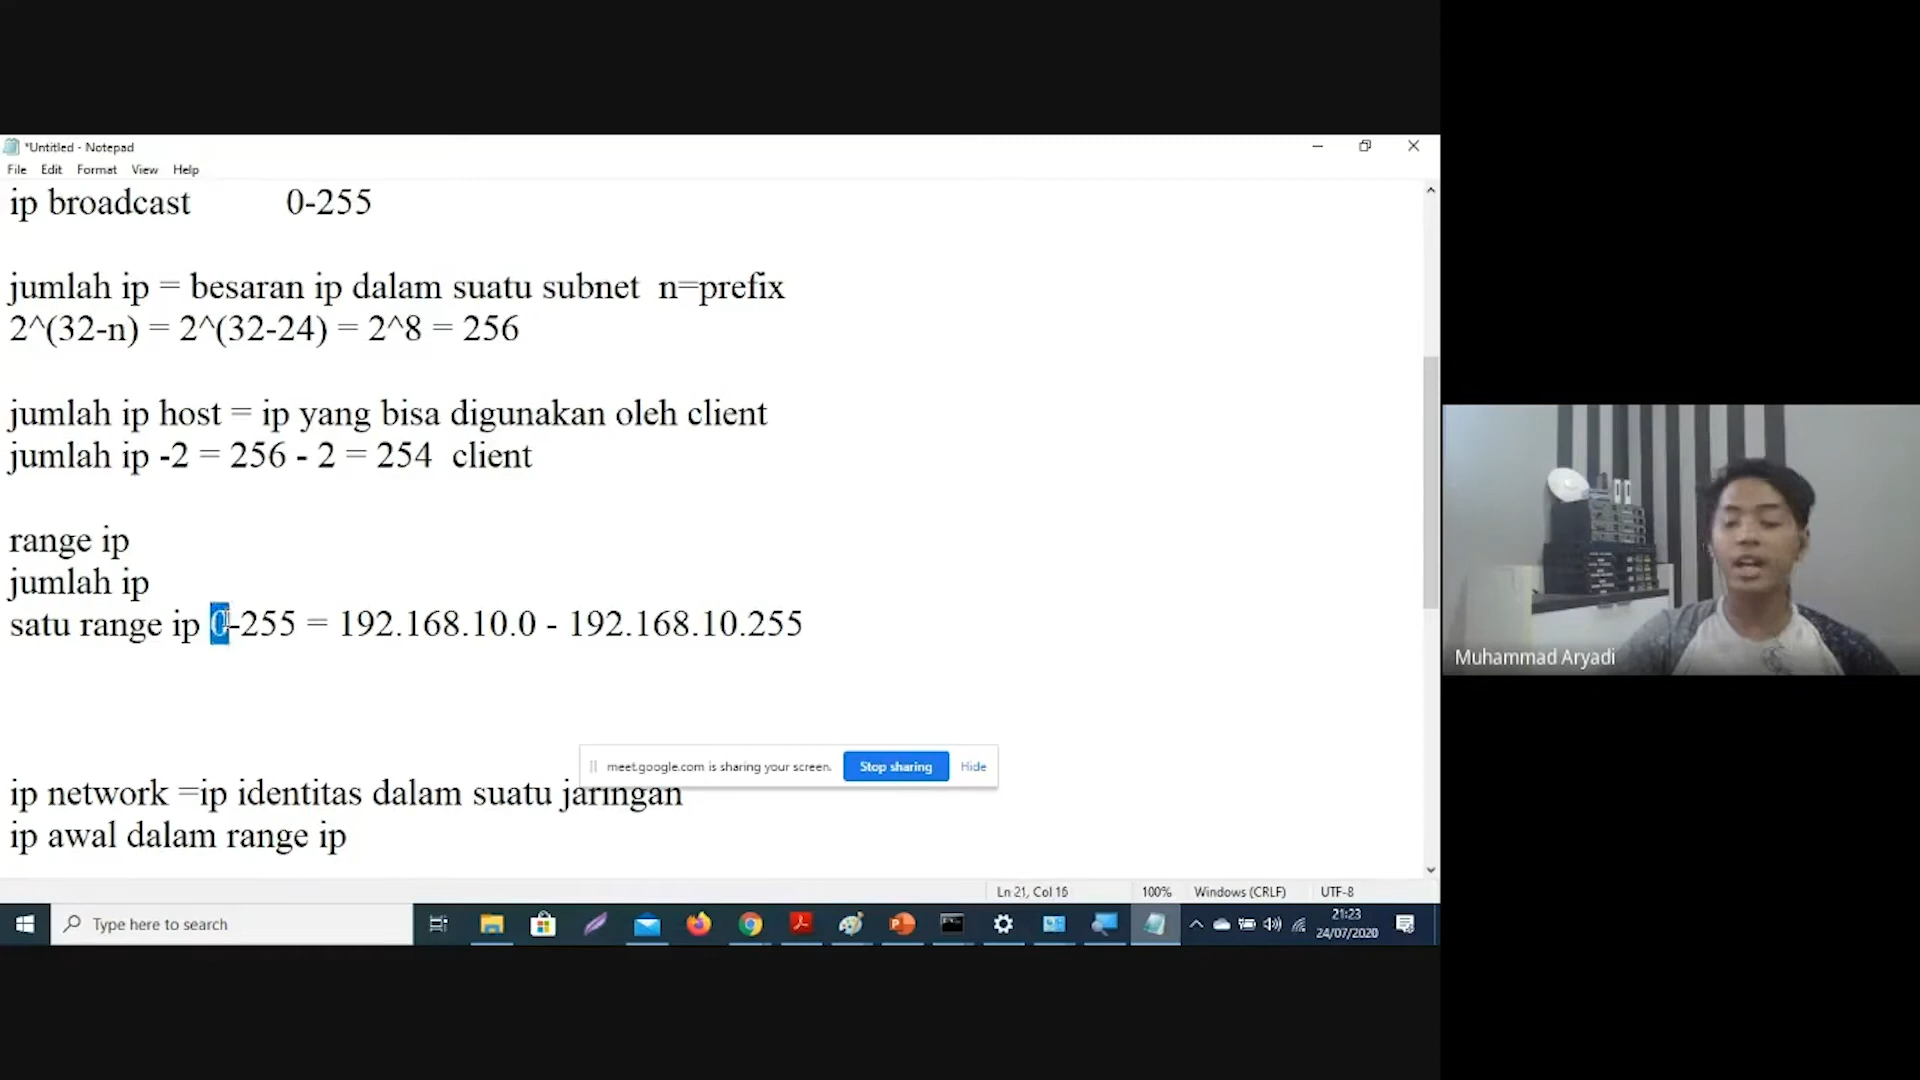 *Untitled - Notepad
File Edit Format View Help
ip broadcast 0-255
jumlah ip = besaran ip dalam suatu subnet n=prefix
2^(32-n) = 2^(32-24) = 2^8 = 256
jumlah ip host = ip yang bisa digunakan oleh client
jumlah ip -2 = 256 - 2 = 254 client
range ip
jumlah ip
satu range ip 0-255 = 192.168.10.0 - 192.168.10.255
meet.google.com is sharing your screen. Stop sharing Hide
ip network =ip identitas dalam suatu jaringan
ip awal dalam range ip
Ln 21, Col 16 100% Windows (CRLF) UTF-8
Type here to search
21:23
24/07/2020
Muhammad Aryadi